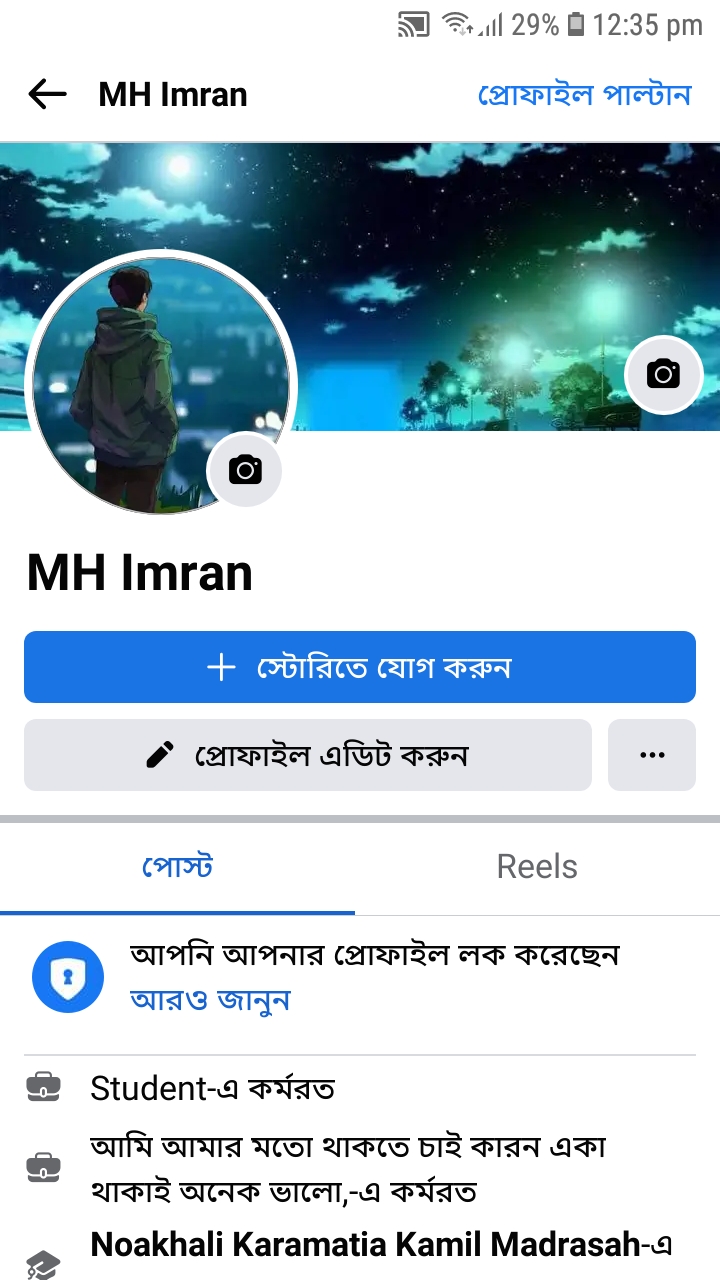 29% 12:35 pm
MH Imran প্রোফাইল পাল্টান
MH Imran
স্টোরিতে যোগ করুন
প্রোফাইল এডিট করুন
পোস্ট Reels
আপনি আপনার প্রোফাইল লক করেছেন
আরও জানুন
Student-এ কর্মরত
আমি আমার মতো থাকতে চাই কারন একা
থাকাই অনেক ভালো,-এ কর্মরত
Noakhali Karamatia Kamil Madrasah-এ